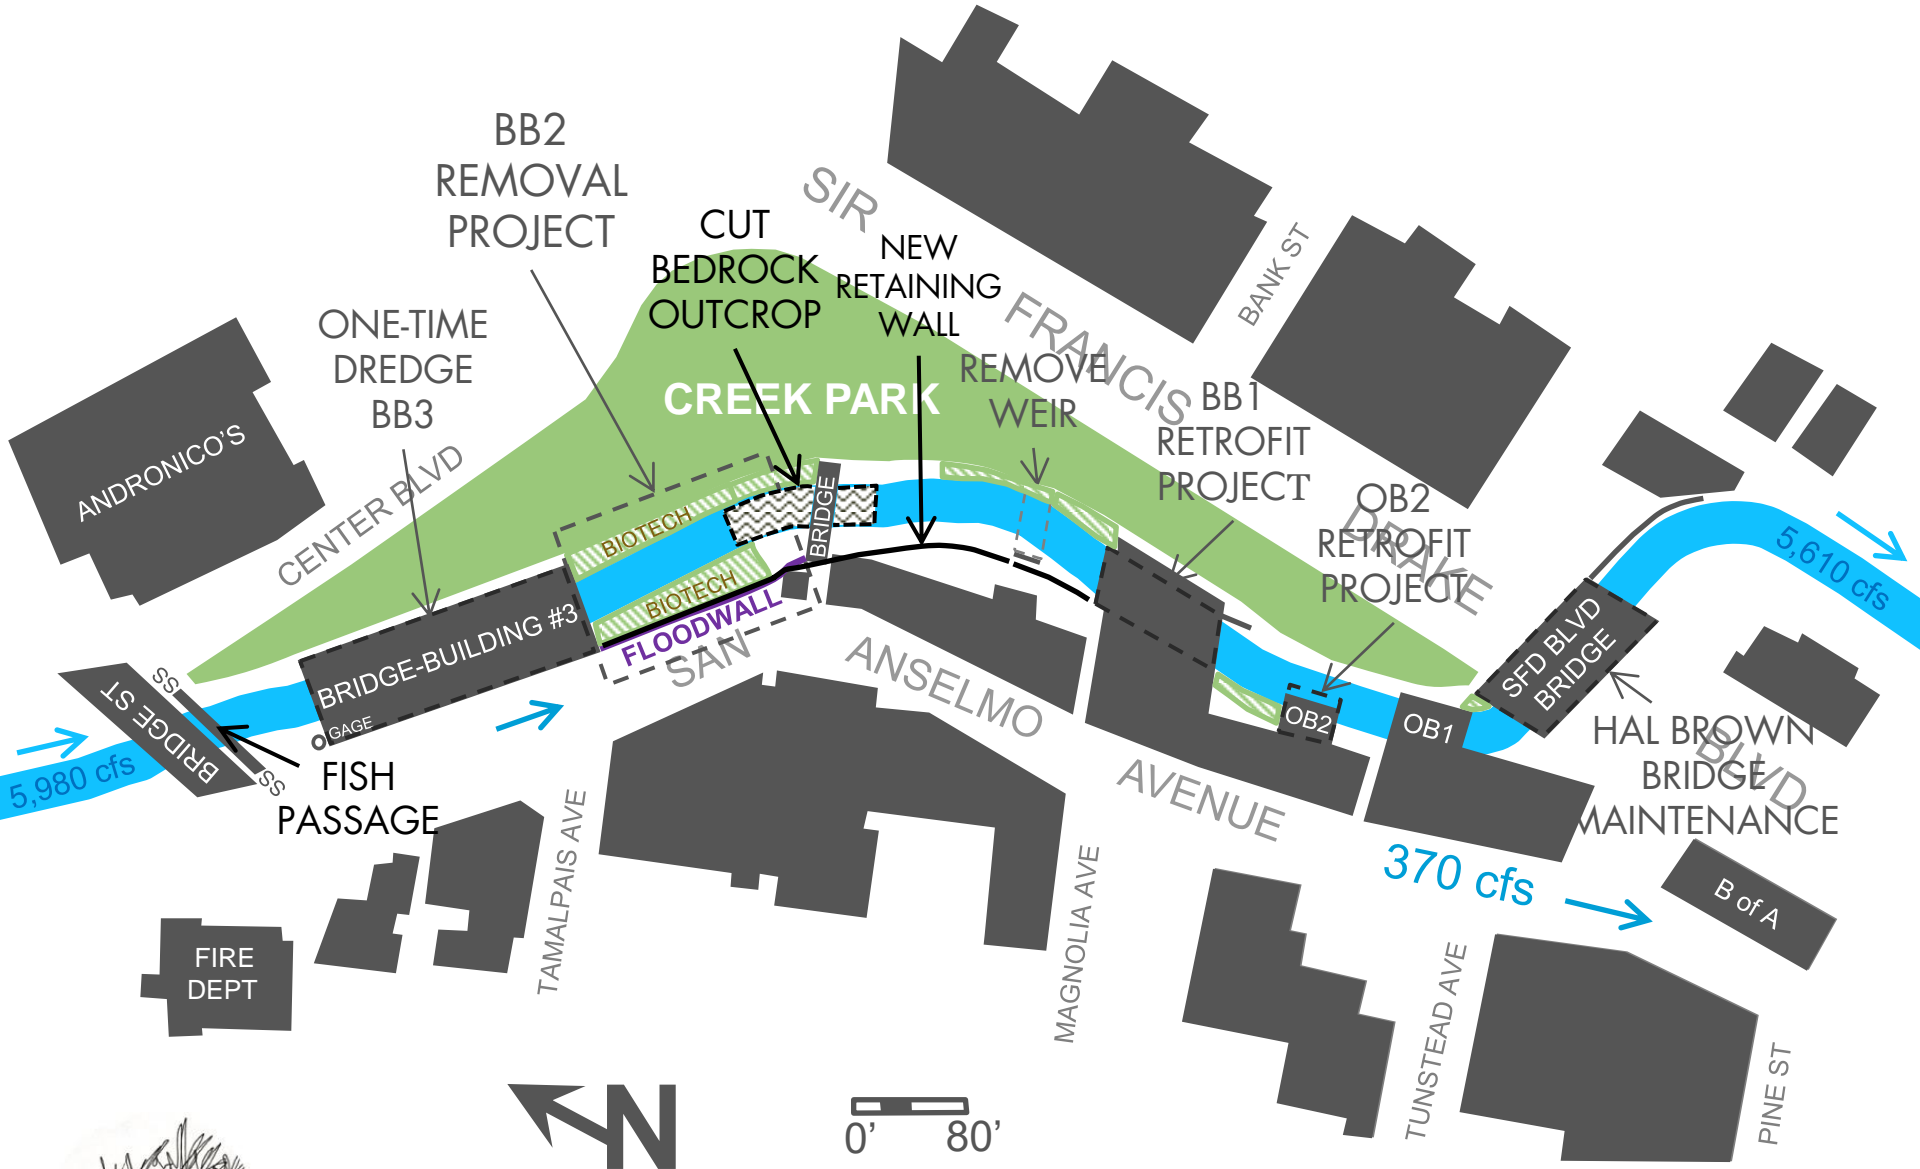 BB2
REMOVAL
PROJECT
CUT
BEDROCK
OUTCROP
NEW
RETAINING
WALL
SIR
FRANCIS
DRAKE
BLVD
BANK ST
ONE-TIME
DREDGE
BB3
REMOVE
WEIR
BB1
RETROFIT
PROJECT
OB2
RETROFIT
PROJECT
CREEK PARK
ANDRONICO'S
CENTER BLVD
BIOTECH
BRIDGE
BIOTECH
FLOODWALL
BRIDGE-BUILDING #3
GAGE
SS
BRIDGE ST
SS
5,980 cfs
FISH
PASSAGE
SAN
ANSELMO
AVENUE
OB2
OB1
SFD BLVD
BRIDGE
5,610 cfs
HAL BROWN
BRIDGE
MAINTENANCE
370 cfs
B of A
FIRE
DEPT
TAMALPAIS AVE
MAGNOLIA AVE
TUNSTEAD AVE
PINE ST
N
0' 80'